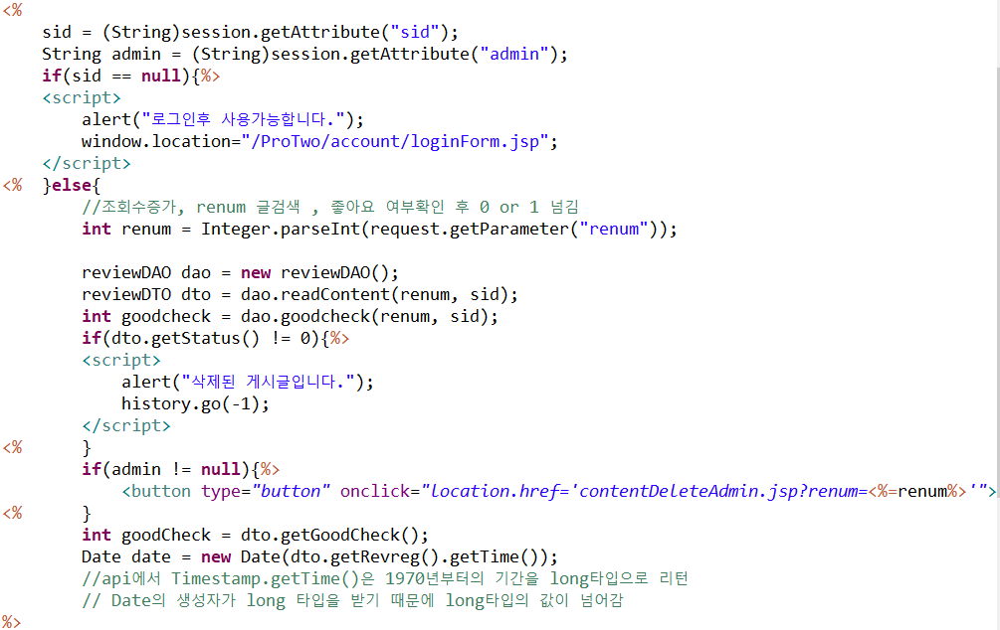 <%
    sid = (String)session.getAttribute("sid");
    String admin = (String)session.getAttribute("admin");
    if(sid == null){%>
    <script>
        alert("로그인후 사용가능합니다.");
        window.location="/ProTwo/account/loginForm.jsp";
    </script>
<%  }else{
        //조회수증가, renum 글검색 , 좋아요 여부확인 후 0 or 1 넘김
        int renum = Integer.parseInt(request.getParameter("renum"));
        reviewDAO dao = new reviewDAO();
        reviewDTO dto = dao.readContent(renum, sid);
        int goodcheck = dao.goodcheck(renum, sid);
        if(dto.getStatus() != 0){%>
        <script>
            alert("삭제된 게시글입니다.");
            history.go(-1);
        </script>
<%      }
        if(admin != null){%>
            <button type="button" onclick="location.href='contentDeleteAdmin.jsp?renum=<%=renum%>'">
<%      }
        int goodCheck = dto.getGoodCheck();
        Date date = new Date(dto.getRevreg().getTime());
        //api에서 Timestamp.getTime()은 1970년부터의 기간을 long타입으로 리턴
        // Date의 생성자가 long 타입을 받기 때문에 long타입의 값이 넘어감
%>